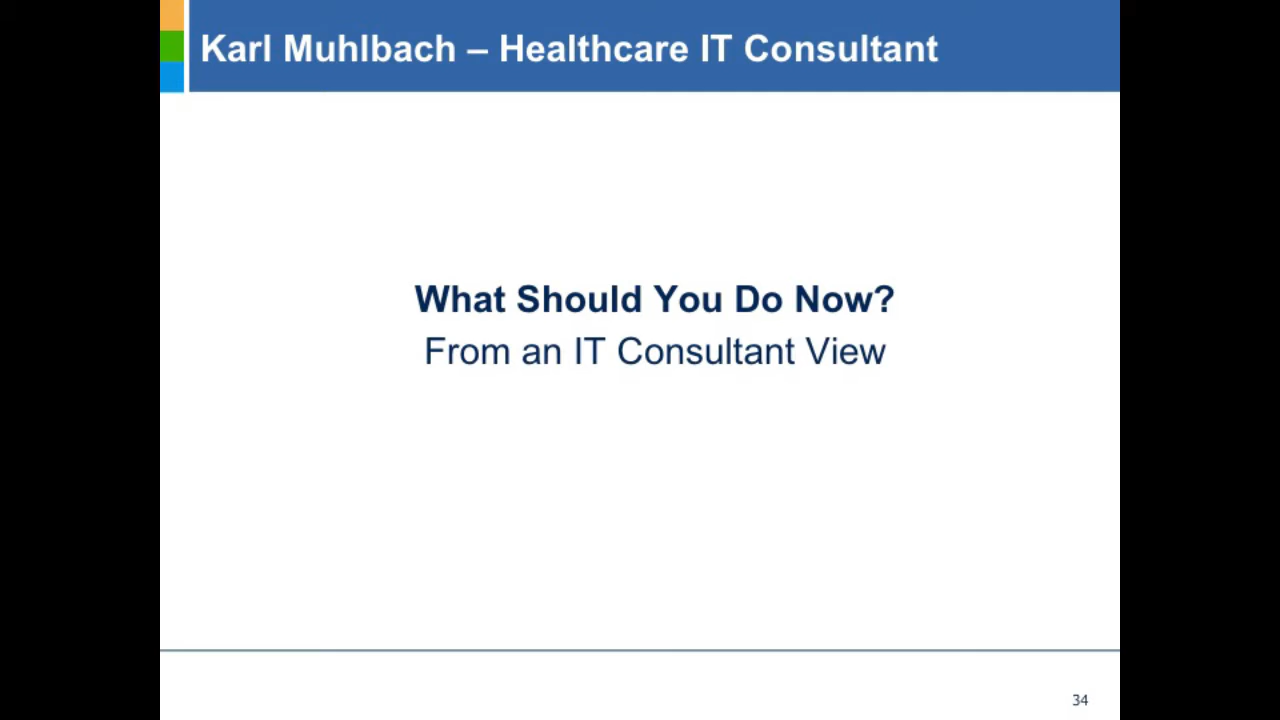 Karl Muhlbach – Healthcare IT Consultant
What Should You Do Now?
From an IT Consultant View
34